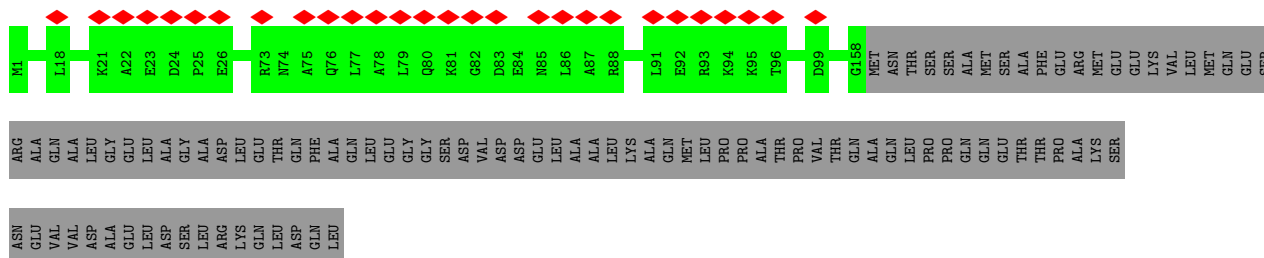 M1 L18 K21 A22 E23 D24 P25 E26 R73 N74 A75 Q76 L77 A78 L79 Q80 K81 G82 D83 E84 N85 L86 A87 R88 L91 E92 R93 K94 K95 T96 D99 G158 MET ASN THR SER SER ALA MET SER ALA PHE GLU ARG MET GLU GLU LYS VAL LEU MET GLN GLU SER
ARG ALA GLN ALA LEU GLY GLU LEU ALA GLY ALA ASP LEU GLU THR GLN PHE ALA GLN LEU GLU GLY GLY SER ASP VAL ASP ASP GLU LEU ALA ALA LEU LYS ALA GLN MET LEU PRO PRO ALA THR PRO VAL THR GLN ALA GLN LEU PRO PRO GLN GLN GLU THR THR PRO ALA LYS SER
ASN GLU VAL VAL ASP ALA GLU LEU ASP SER LEU ARG LYS GLN LEU ASP GLN LEU